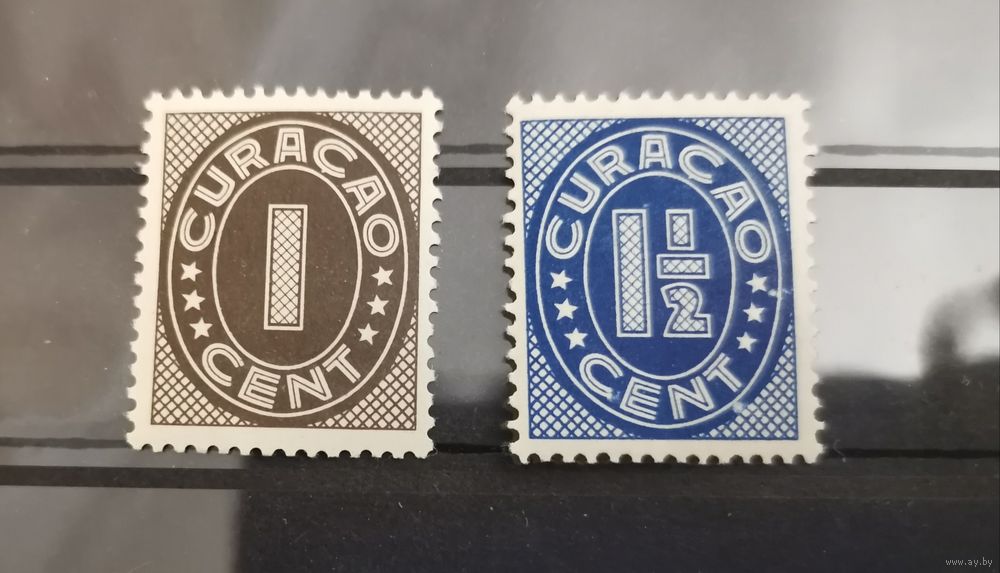 CURAÇAO
1
CENT
CURAÇAO
1 1/2
CENT
www.ay.by